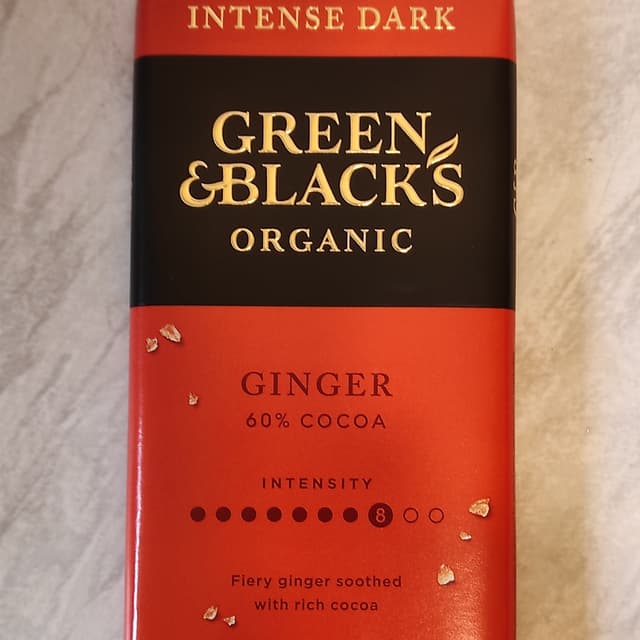 INTENSE DARK
GREEN
&BLACK'S
ORGANIC
GINGER
60% COCOA
INTENSITY
8
Fiery ginger soothed
with rich cocoa